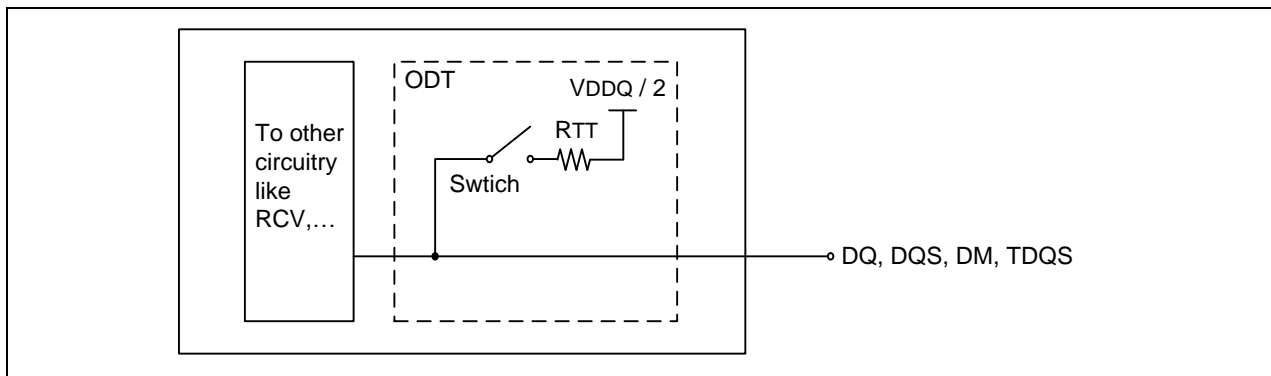 ODT
VDDQ / 2
RTT
Swtich
To other
circuitry
like
RCV,…
DQ, DQS, DM, TDQS